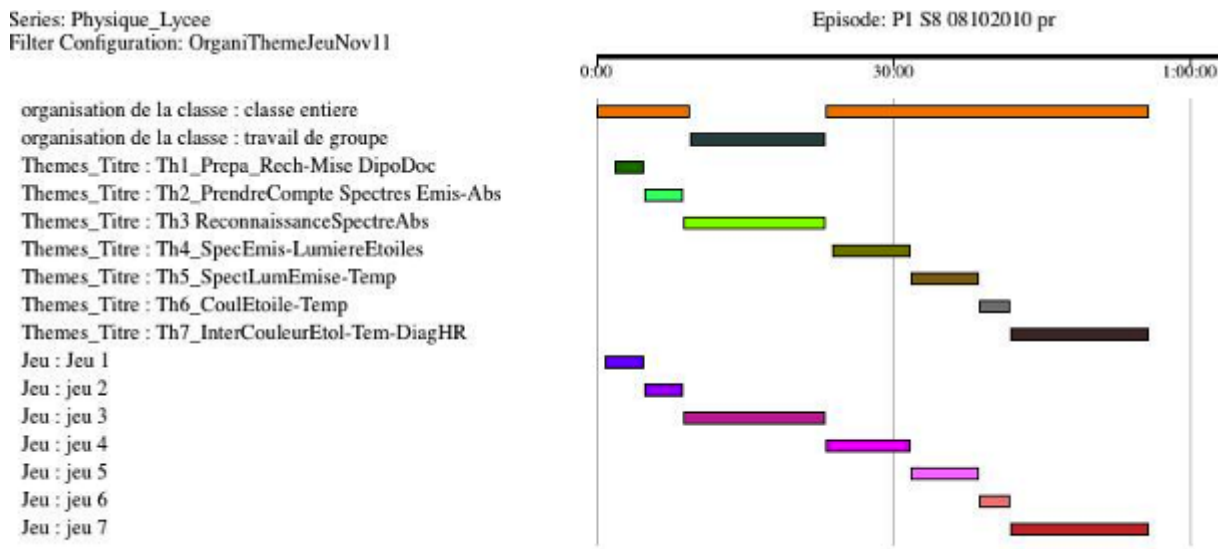 Series: Physique_Lycee
Episode: P1 S8 08102010 pr
Filter Configuration: OrganiThemeJeuNov11
0:00 30:00 1:00:00
organisation de la classe : classe entiere
organisation de la classe : travail de groupe
Themes_Titre : Th1_Prepa_Rech-Mise DipoDoc
Themes_Titre : Th2_PrendreCompte Spectres Emis-Abs
Themes_Titre : Th3 ReconnaissanceSpectreAbs
Themes_Titre : Th4_SpecEmis-LumiereEtoiles
Themes_Titre : Th5_SpectLumEmise-Temp
Themes_Titre : Th6_CoulEtoile-Temp
Themes_Titre : Th7_InterCouleurEtol-Tem-DiagHR
Jeu : Jeu 1
Jeu : jeu 2
Jeu : jeu 3
Jeu : jeu 4
Jeu : jeu 5
Jeu : jeu 6
Jeu : jeu 7